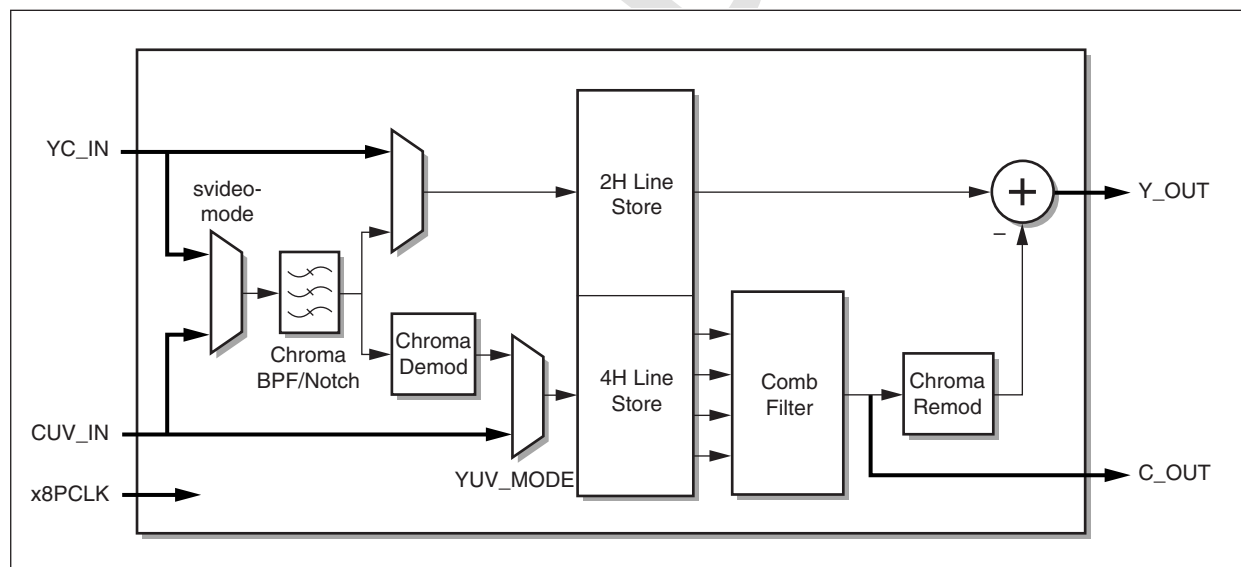 YC_IN
svideo-
mode
Chroma
BPF/Notch
Chroma
Demod
CUV_IN
YUV_MODE
x8PCLK
2H Line
Store
4H Line
Store
Comb
Filter
Chroma
Remod
+
–
Y_OUT
C_OUT